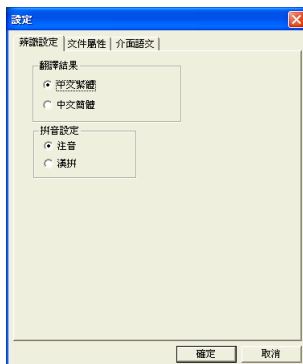 設定
辨識設定 文件屬性 介面語文
翻譯結果
中文繁體
中文簡體
拼音設定
注音
漢拼
確定 取消